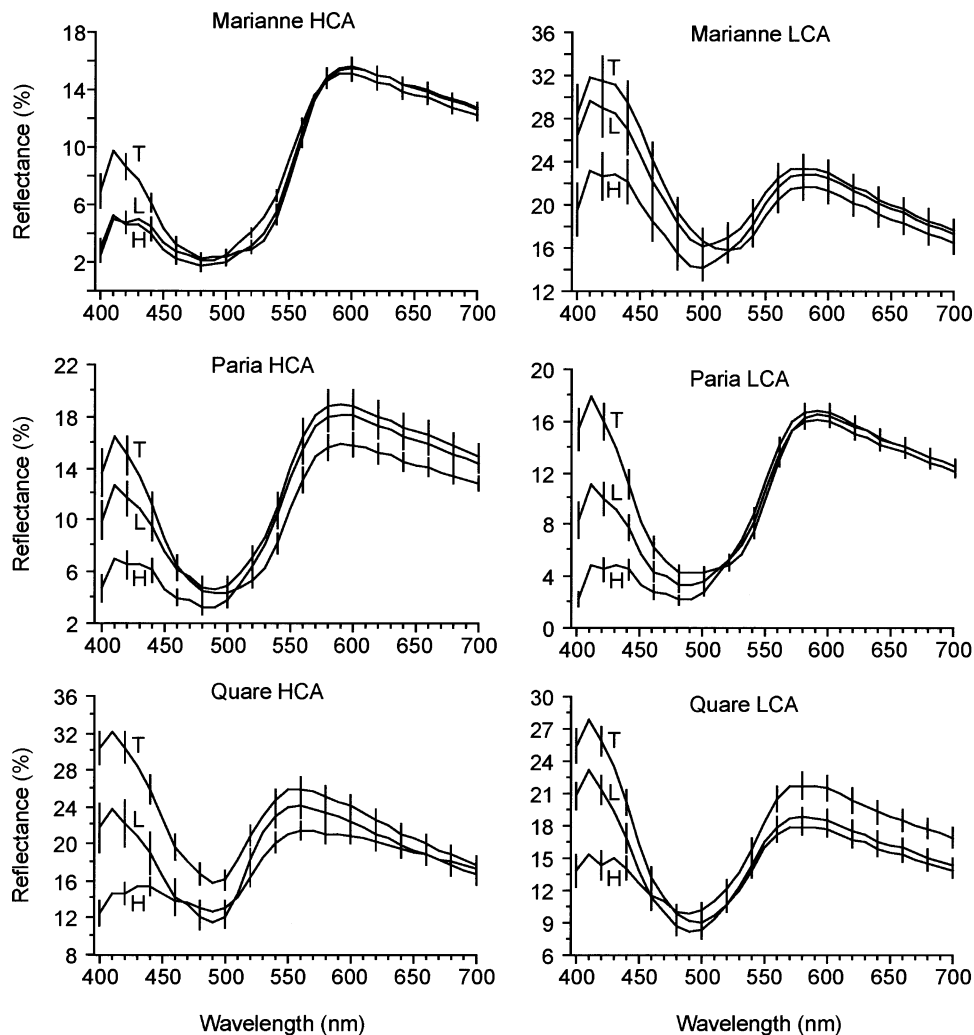 Marianne HCA
Reflectance (%)
18
14
10
6
2
T
L
H
400 450 500 550 600 650 700
Marianne LCA
36
32
28
24
20
16
12
T
L
H
400 450 500 550 600 650 700
Paria HCA
Reflectance (%)
22
18
14
10
6
2
T
L
H
400 450 500 550 600 650 700
Paria LCA
20
16
12
8
4
0
T
L
H
400 450 500 550 600 650 700
Quare HCA
Reflectance (%)
36
32
28
24
20
16
12
8
T
L
H
400 450 500 550 600 650 700
Wavelength (nm)
Quare LCA
30
27
24
21
18
15
12
9
6
T
L
H
400 450 500 550 600 650 700
Wavelength (nm)